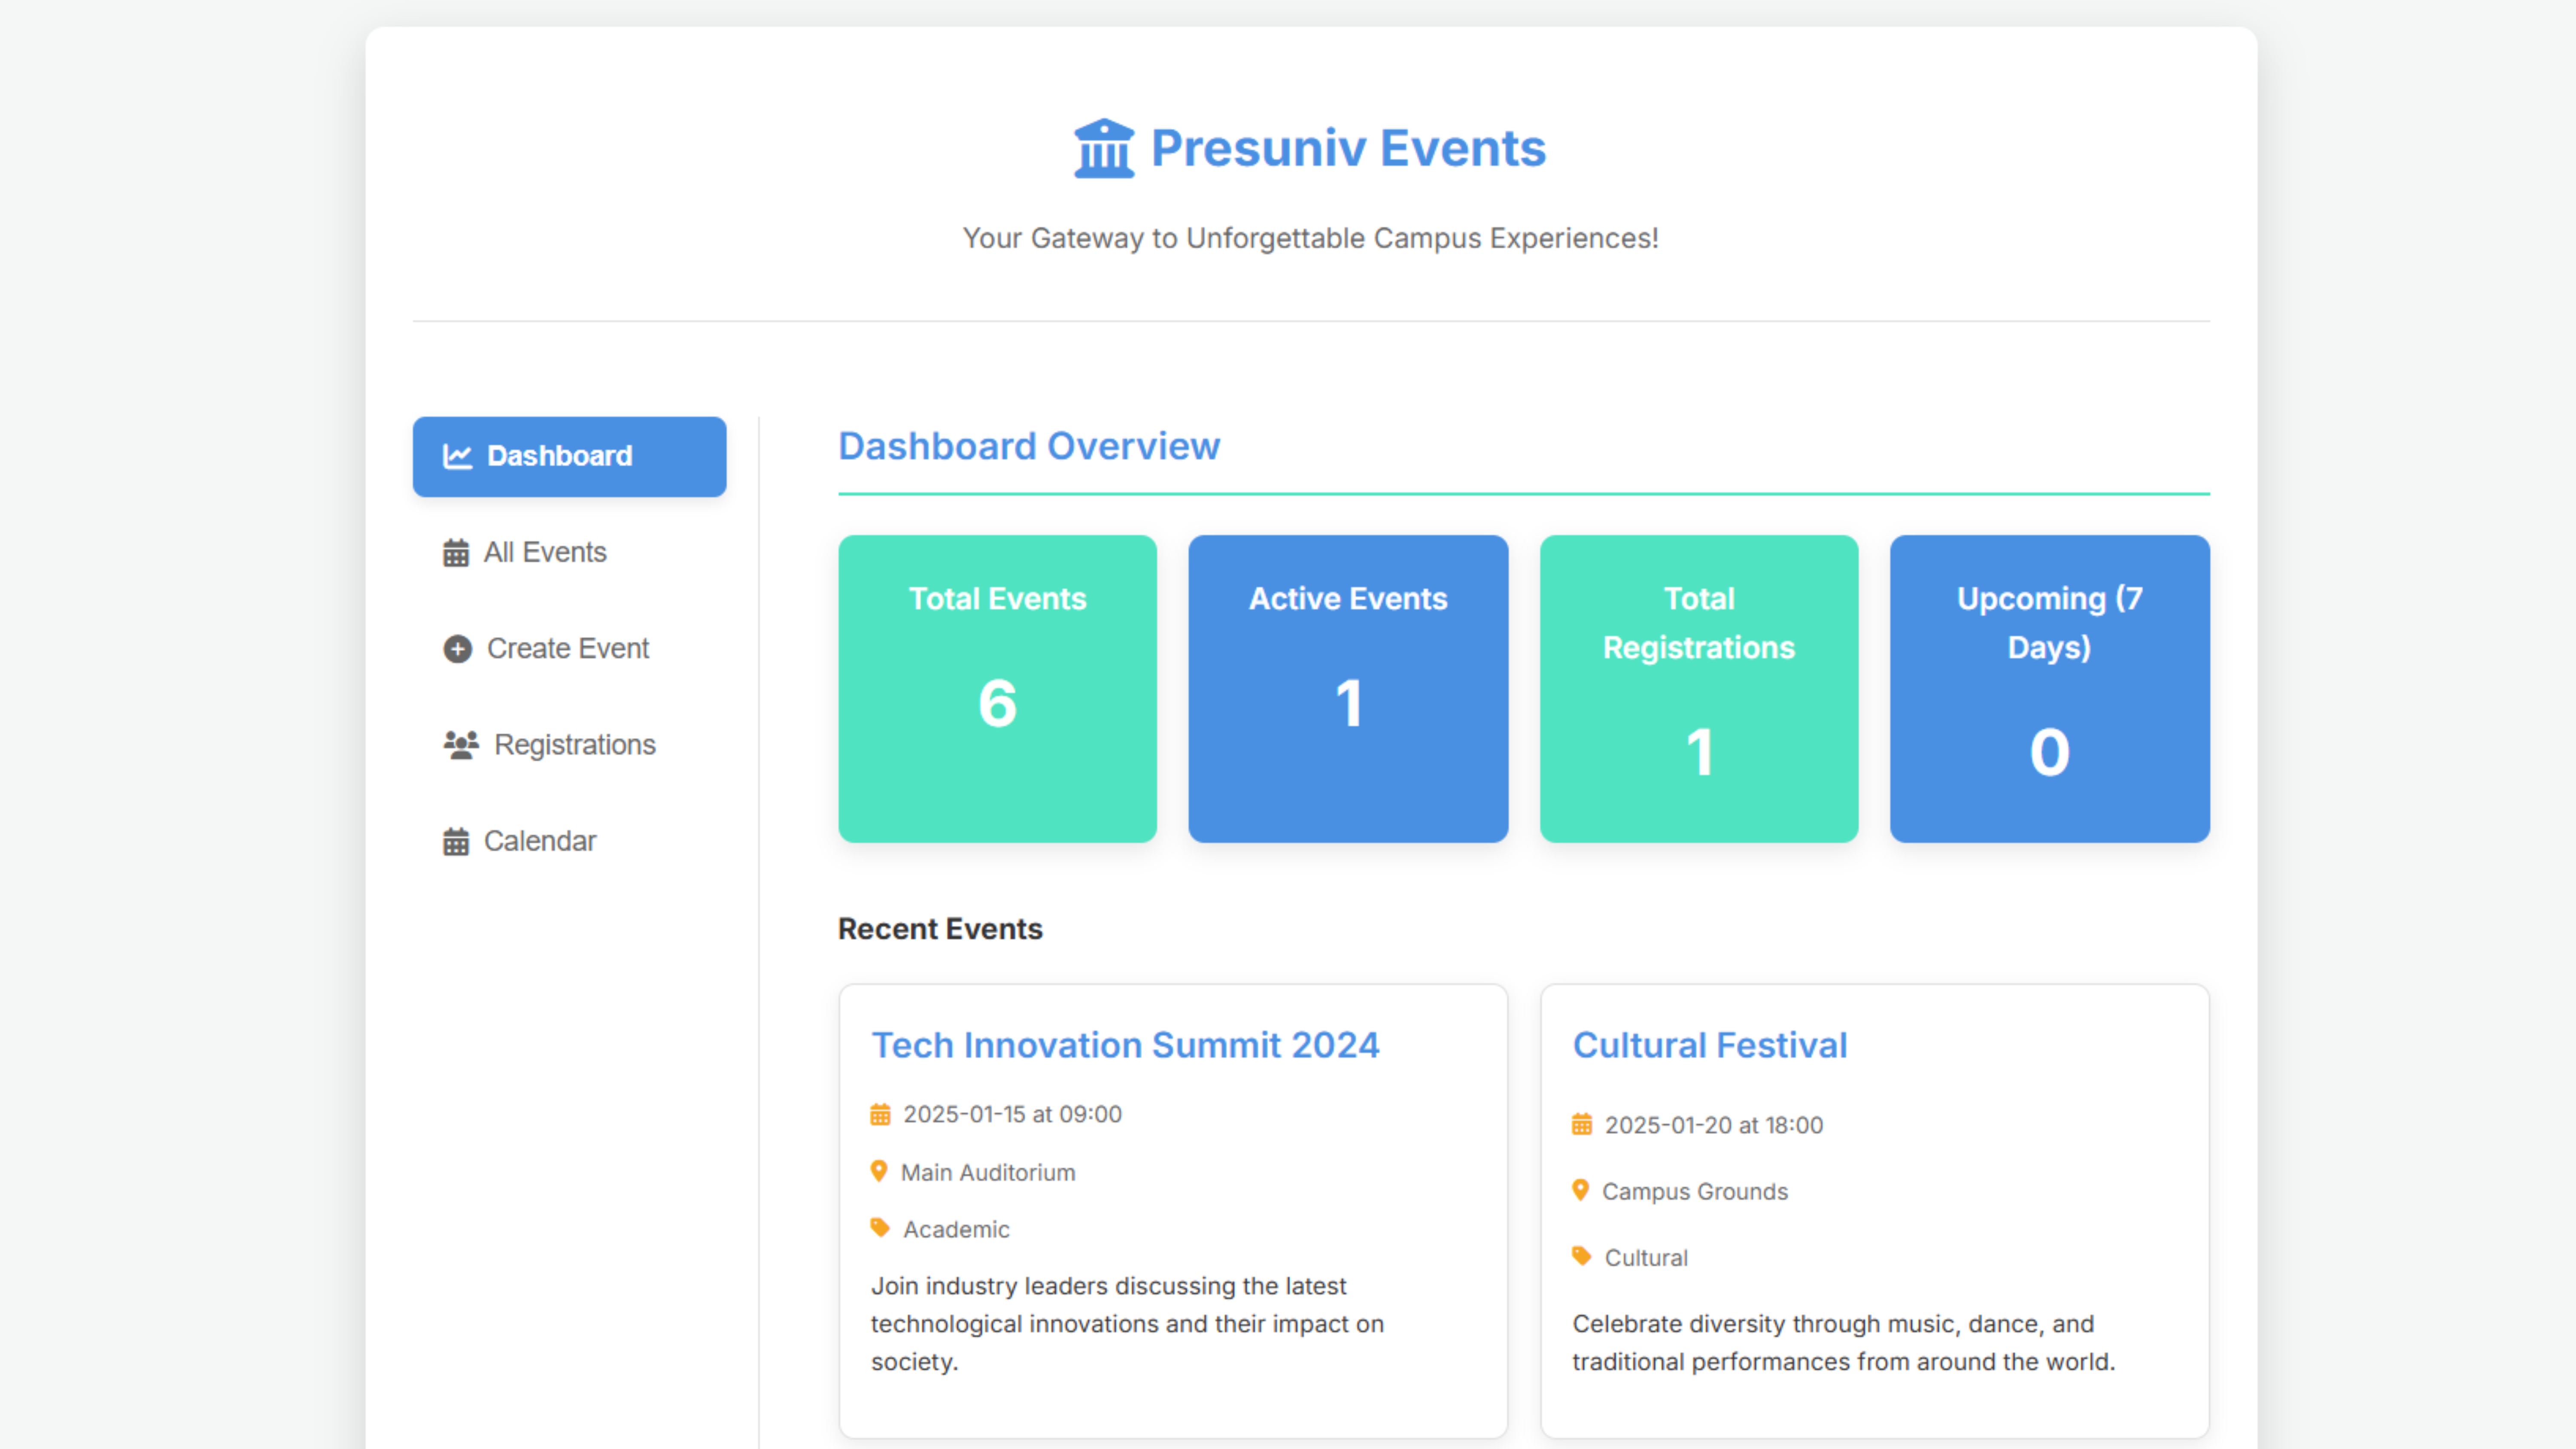 Presuniv Events
Your Gateway to Unforgettable Campus Experiences!
Dashboard
All Events
Create Event
Registrations
Calendar
Dashboard Overview
Total Events
6
Active Events
1
Total
Registrations
1
Upcoming (7
Days)
0
Recent Events
Tech Innovation Summit 2024
2025-01-15 at 09:00
Main Auditorium
Academic
Join industry leaders discussing the latest
technological innovations and their impact on
society.
Cultural Festival
2025-01-20 at 18:00
Campus Grounds
Cultural
Celebrate diversity through music, dance, and
traditional performances from around the world.